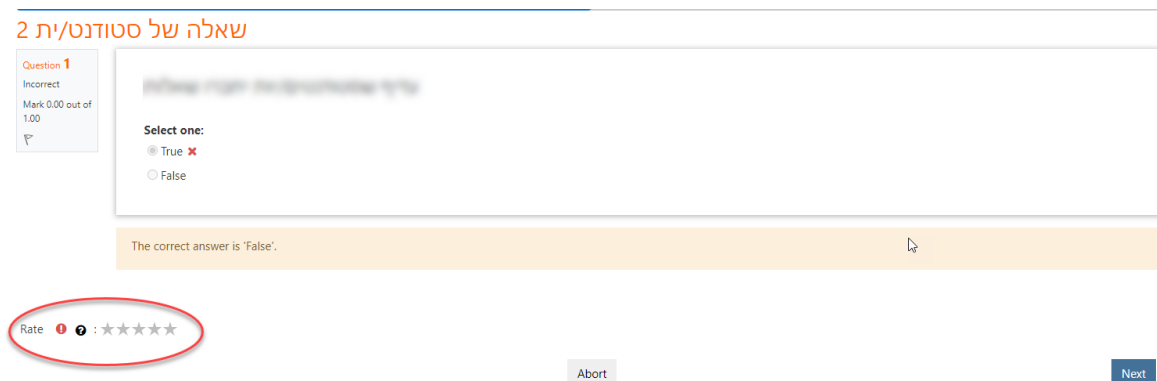 שאלה של סטודנט/ית 2
Question 1
Incorrect
Mark 0.00 out of
1.00
Select one:
True
False
The correct answer is 'False'.
Rate :
Abort
Next